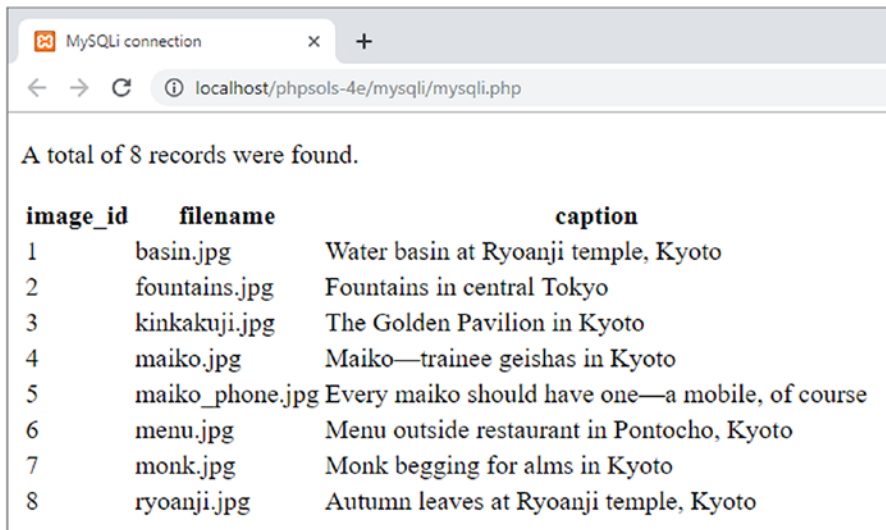 MySQLi connection
localhost/phpsols-4e/mysqli/mysqli.php
A total of 8 records were found.
image_id filename caption
1 basin.jpg Water basin at Ryoanji temple, Kyoto
2 fountains.jpg Fountains in central Tokyo
3 kinkakuji.jpg The Golden Pavilion in Kyoto
4 maiko.jpg Maiko—trainee geishas in Kyoto
5 maiko_phone.jpg Every maiko should have one—a mobile, of course
6 menu.jpg Menu outside restaurant in Pontocho, Kyoto
7 monk.jpg Monk begging for alms in Kyoto
8 ryoanji.jpg Autumn leaves at Ryoanji temple, Kyoto